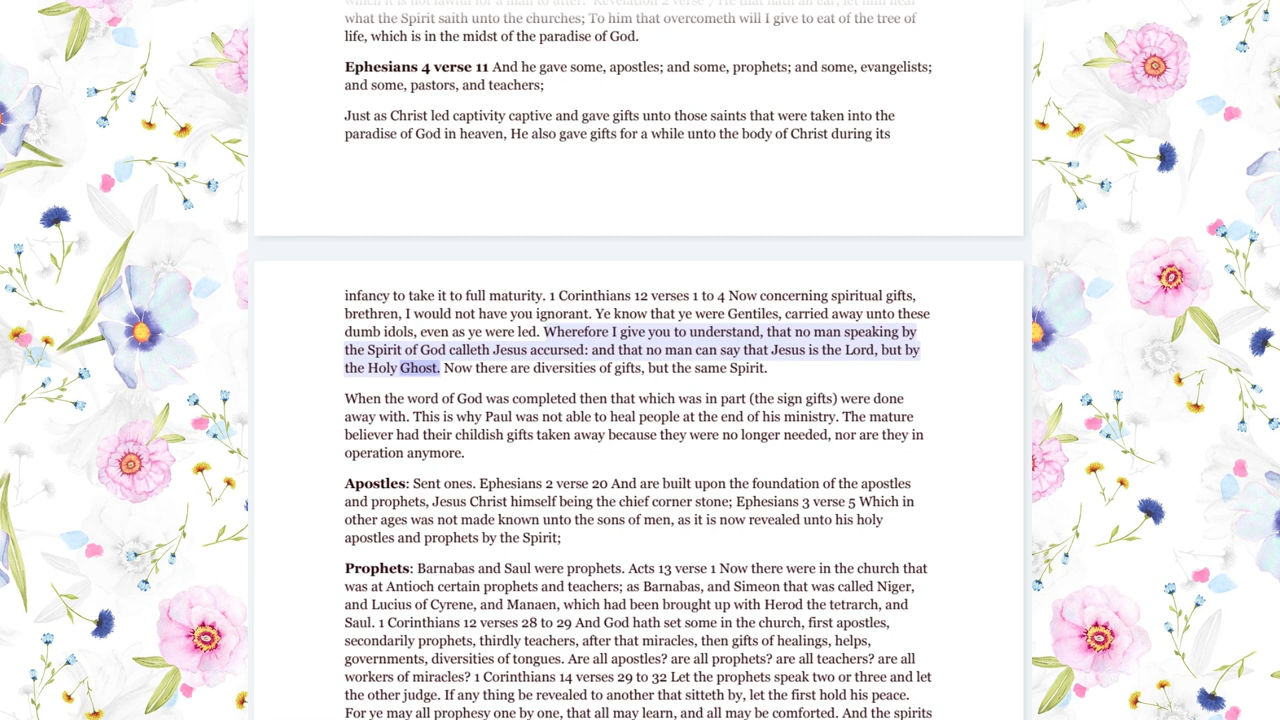 which it is not lawful for a man to utter. Revelation 2 verse 7 He that hath an ear, let him hear
what the Spirit saith unto the churches; To him that overcometh will I give to eat of the tree of
life, which is in the midst of the paradise of God.
Ephesians 4 verse 11 And he gave some, apostles; and some, prophets; and some, evangelists;
and some, pastors, and teachers;
Just as Christ led captivity captive and gave gifts unto those saints that were taken into the
paradise of God in heaven, He also gave gifts for a while unto the body of Christ during its
infancy to take it to full maturity. 1 Corinthians 12 verses 1 to 4 Now concerning spiritual gifts,
brethren, I would not have you ignorant. Ye know that ye were Gentiles, carried away unto these
dumb idols, even as ye were led. Wherefore I give you to understand, that no man speaking by
the Spirit of God calleth Jesus accursed: and that no man can say that Jesus is the Lord, but by
the Holy Ghost. Now there are diversities of gifts, but the same Spirit.
When the word of God was completed then that which was in part (the sign gifts) were done
away with. This is why Paul was not able to heal people at the end of his ministry. The mature
believer had their childish gifts taken away because they were no longer needed, nor are they in
operation anymore.
Apostles: Sent ones. Ephesians 2 verse 20 And are built upon the foundation of the apostles
and prophets, Jesus Christ himself being the chief corner stone; Ephesians 3 verse 5 Which in
other ages was not made known unto the sons of men, as it is now revealed unto his holy
apostles and prophets by the Spirit;
Prophets: Barnabas and Saul were prophets. Acts 13 verse 1 Now there were in the church that
was at Antioch certain prophets and teachers; as Barnabas, and Simeon that was called Niger,
and Lucius of Cyrene, and Manaen, which had been brought up with Herod the tetrarch, and
Saul. 1 Corinthians 12 verses 28 to 29 And God hath set some in the church, first apostles,
secondarily prophets, thirdly teachers, after that miracles, then gifts of healings, helps,
governments, diversities of tongues. Are all apostles? are all prophets? are all teachers? are all
workers of miracles? 1 Corinthians 14 verses 29 to 32 Let the prophets speak two or three and let
the other judge. If any thing be revealed to another that sitteth by, let the first hold his peace.
For ye may all prophesy one by one, that all may learn, and all may be comforted. And the spirits